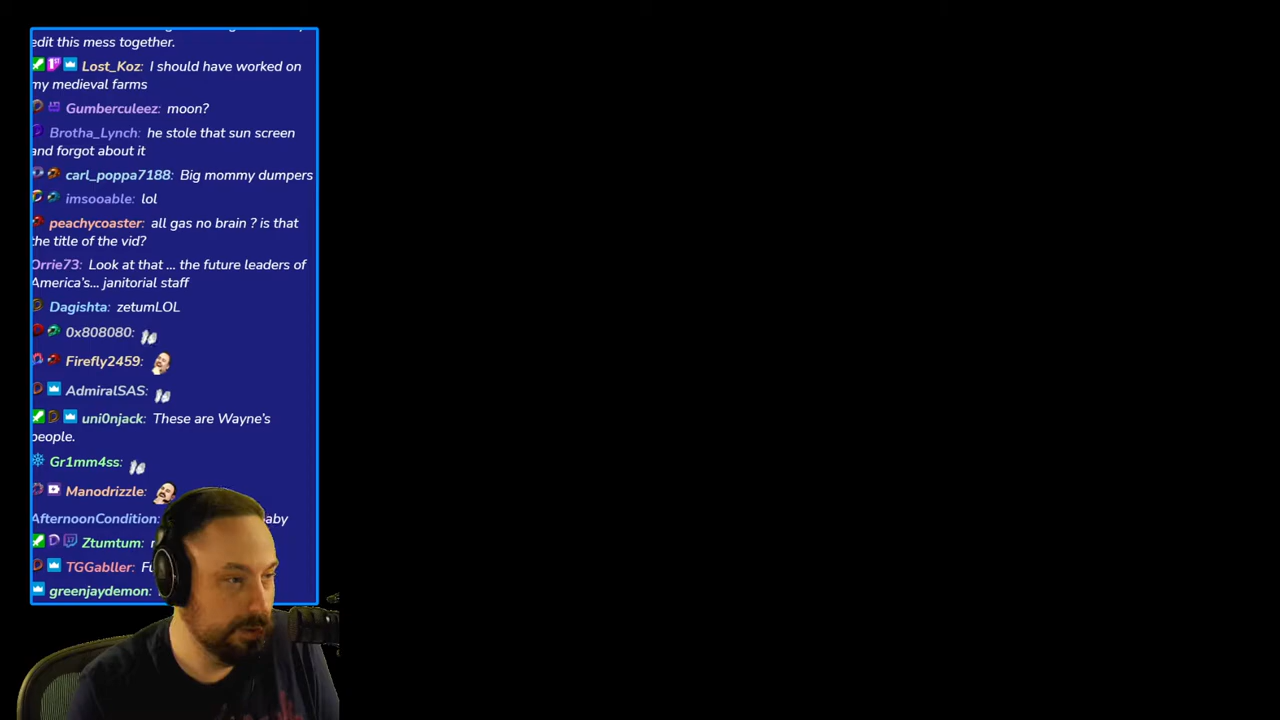 edit this mess together.
Lost_Koz: I should have worked on
my medieval farms
Gumberculeez: moon?
Brotha_Lynch: he stole that sun screen
and forgot about it
carl_poppa7188: Big mommy dumpers
imsooable: lol
peachycoaster: all gas no brain ? is that
the title of the vid?
Orrie73: Look at that ... the future leaders of
America's... janitorial staff
Dagishta: zetumLOL
0x808080:
Firefly2459:
AdmiralSAS:
uni0njack: These are Wayne's
people.
Gr1mm4ss:
Manodrizzle:
AfternoonCondition:
Ztumtum:
TGGabller:
greenjaydemon: